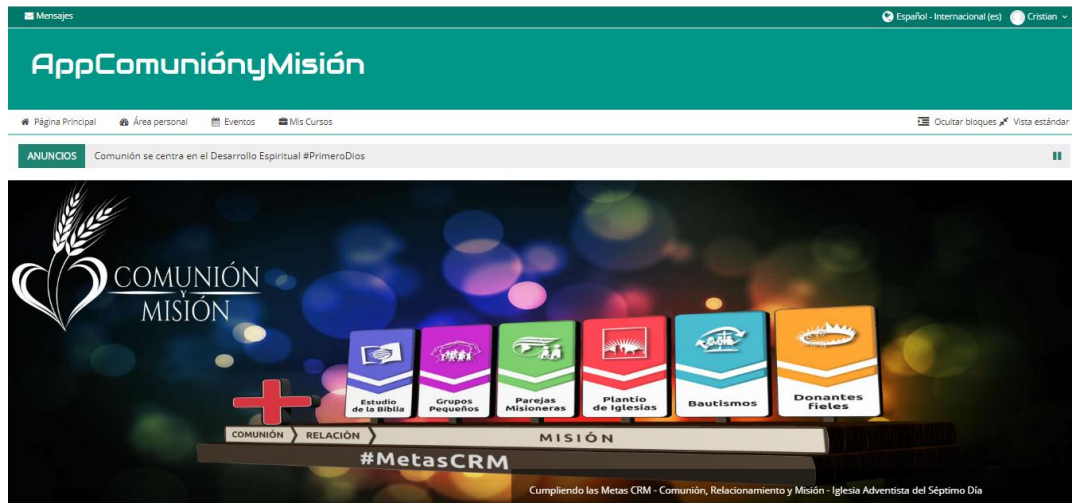 Mensajes
Español - Internacional (es)
Cristian
AppComuniónyMisión
Página Principal
Área personal
Eventos
Mis Cursos
Ocultar bloques
Vista estándar
ANUNCIOS
Comunión se centra en el Desarrollo Espiritual #PrimeroDios
COMUNIÓN
Y
MISIÓN
Estudio
de la Biblia
Grupos
Pequeños
Parejas
Misioneras
Plantío
de Iglesias
Bautismos
Donantes
fieles
COMUNIÓN
RELACIÓN
MISIÓN
#MetasCRM
Cumpliendo las Metas CRM - Comunión, Relacionamiento y Misión - Iglesia Adventista del Séptimo Día